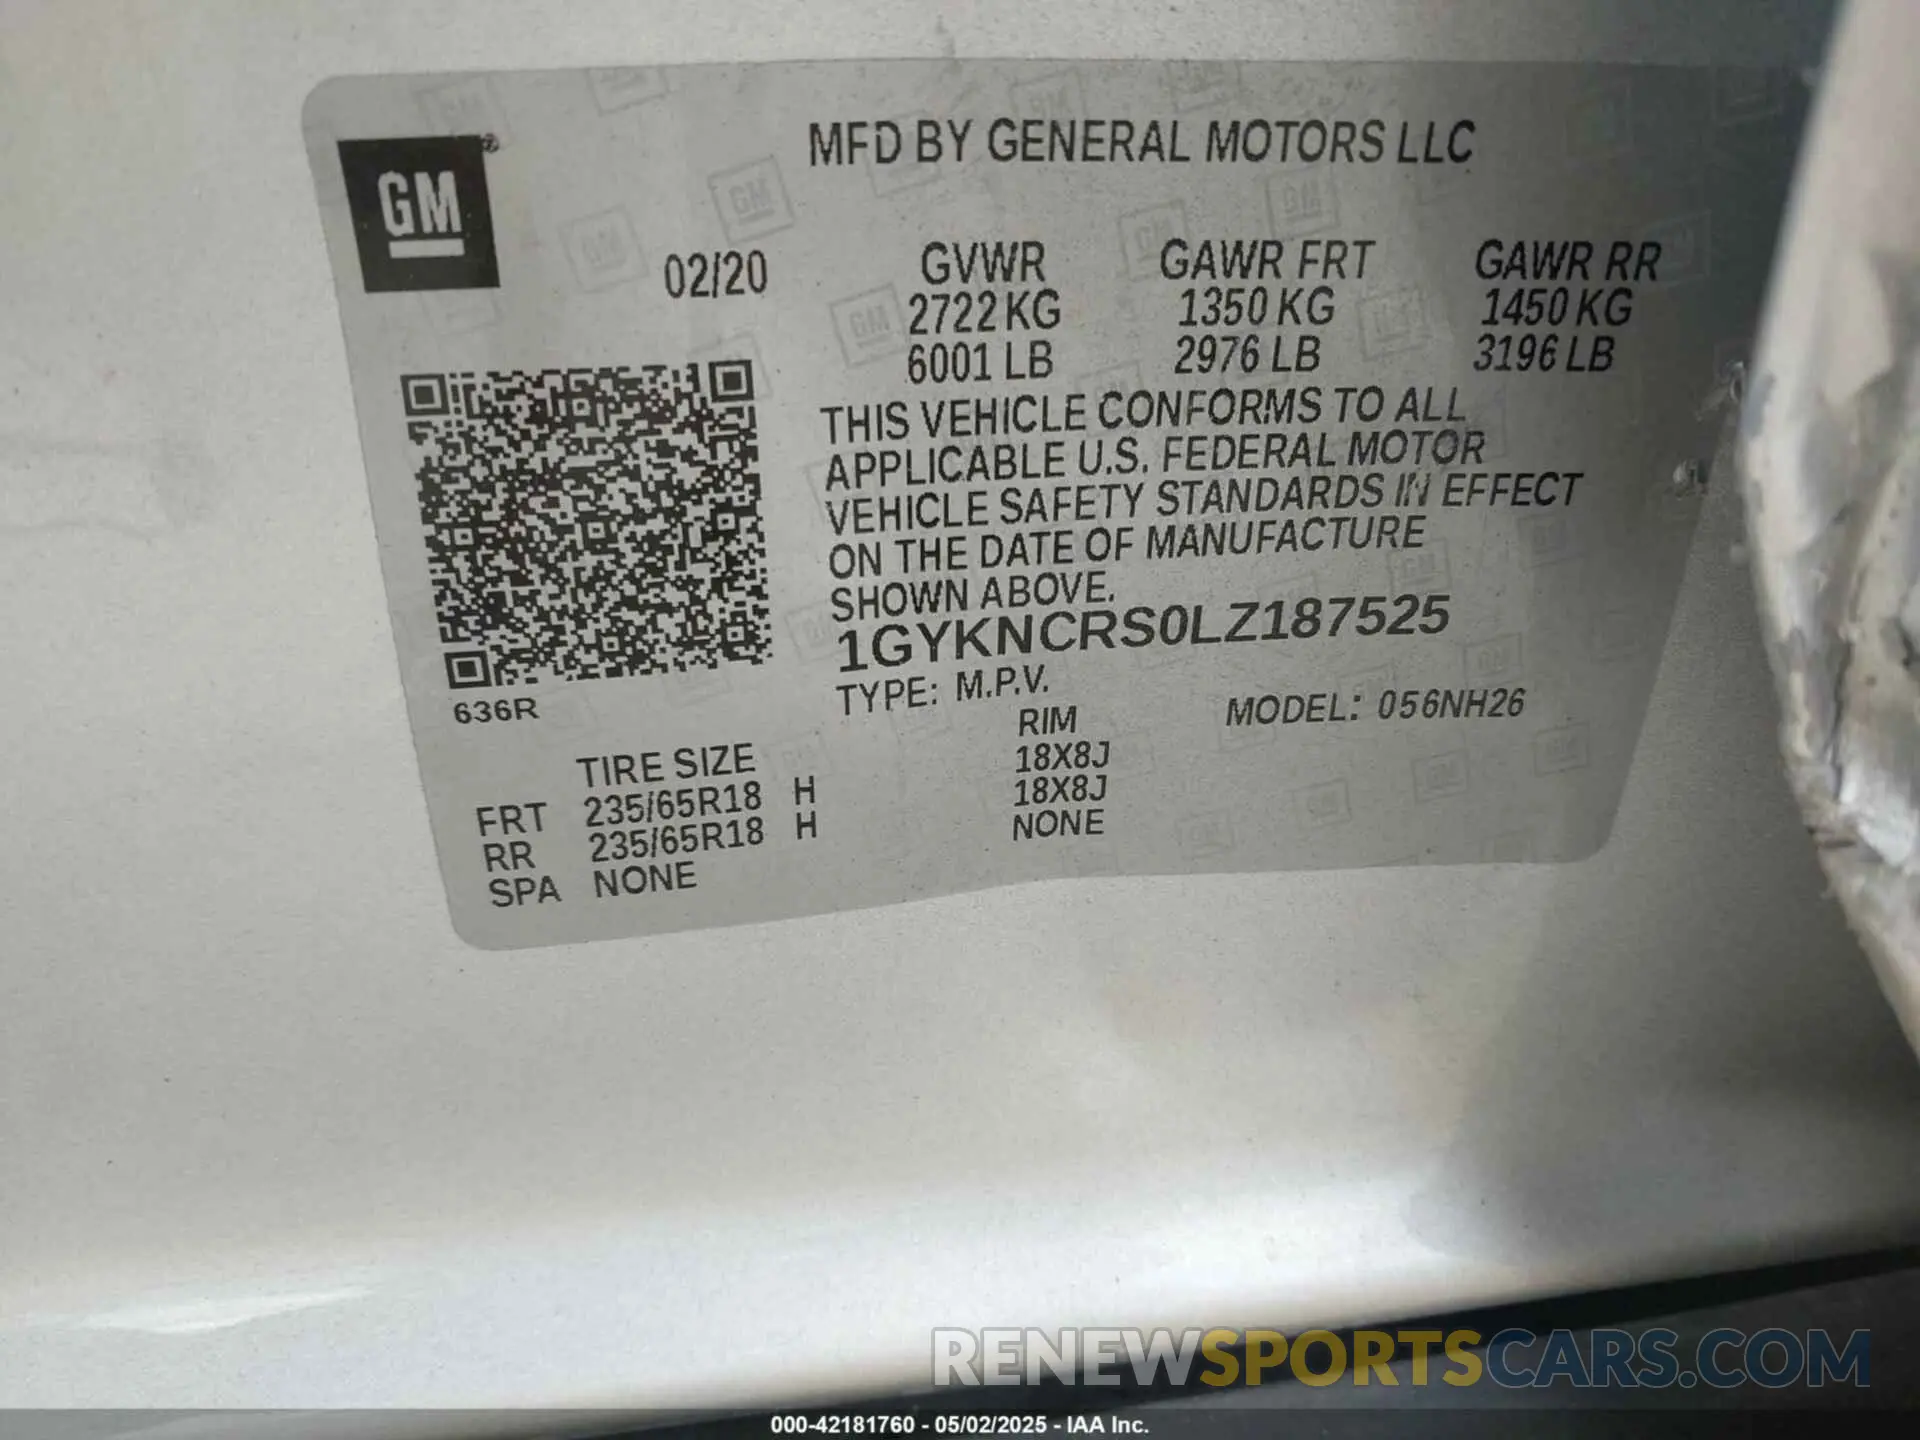 GM
MFD BY GENERAL MOTORS LLC
02/20
GVWR GAWR FRT GAWR RR
2722 KG 1350 KG 1450 KG
6001 LB 2976 LB 3196 LB
THIS VEHICLE CONFORMS TO ALL
APPLICABLE U.S. FEDERAL MOTOR
VEHICLE SAFETY STANDARDS IN EFFECT
ON THE DATE OF MANUFACTURE
SHOWN ABOVE.
1GYKNCRS0LZ187525
636R
TYPE: M.P.V. MODEL: 056NH26
TIRE SIZE RIM
FRT 235/65R18 H 18X8J
RR 235/65R18 H 18X8J
SPA NONE NONE
RENEWSPORTSCARS.COM
000-42181760 - 05/02/2025 - IAA Inc.